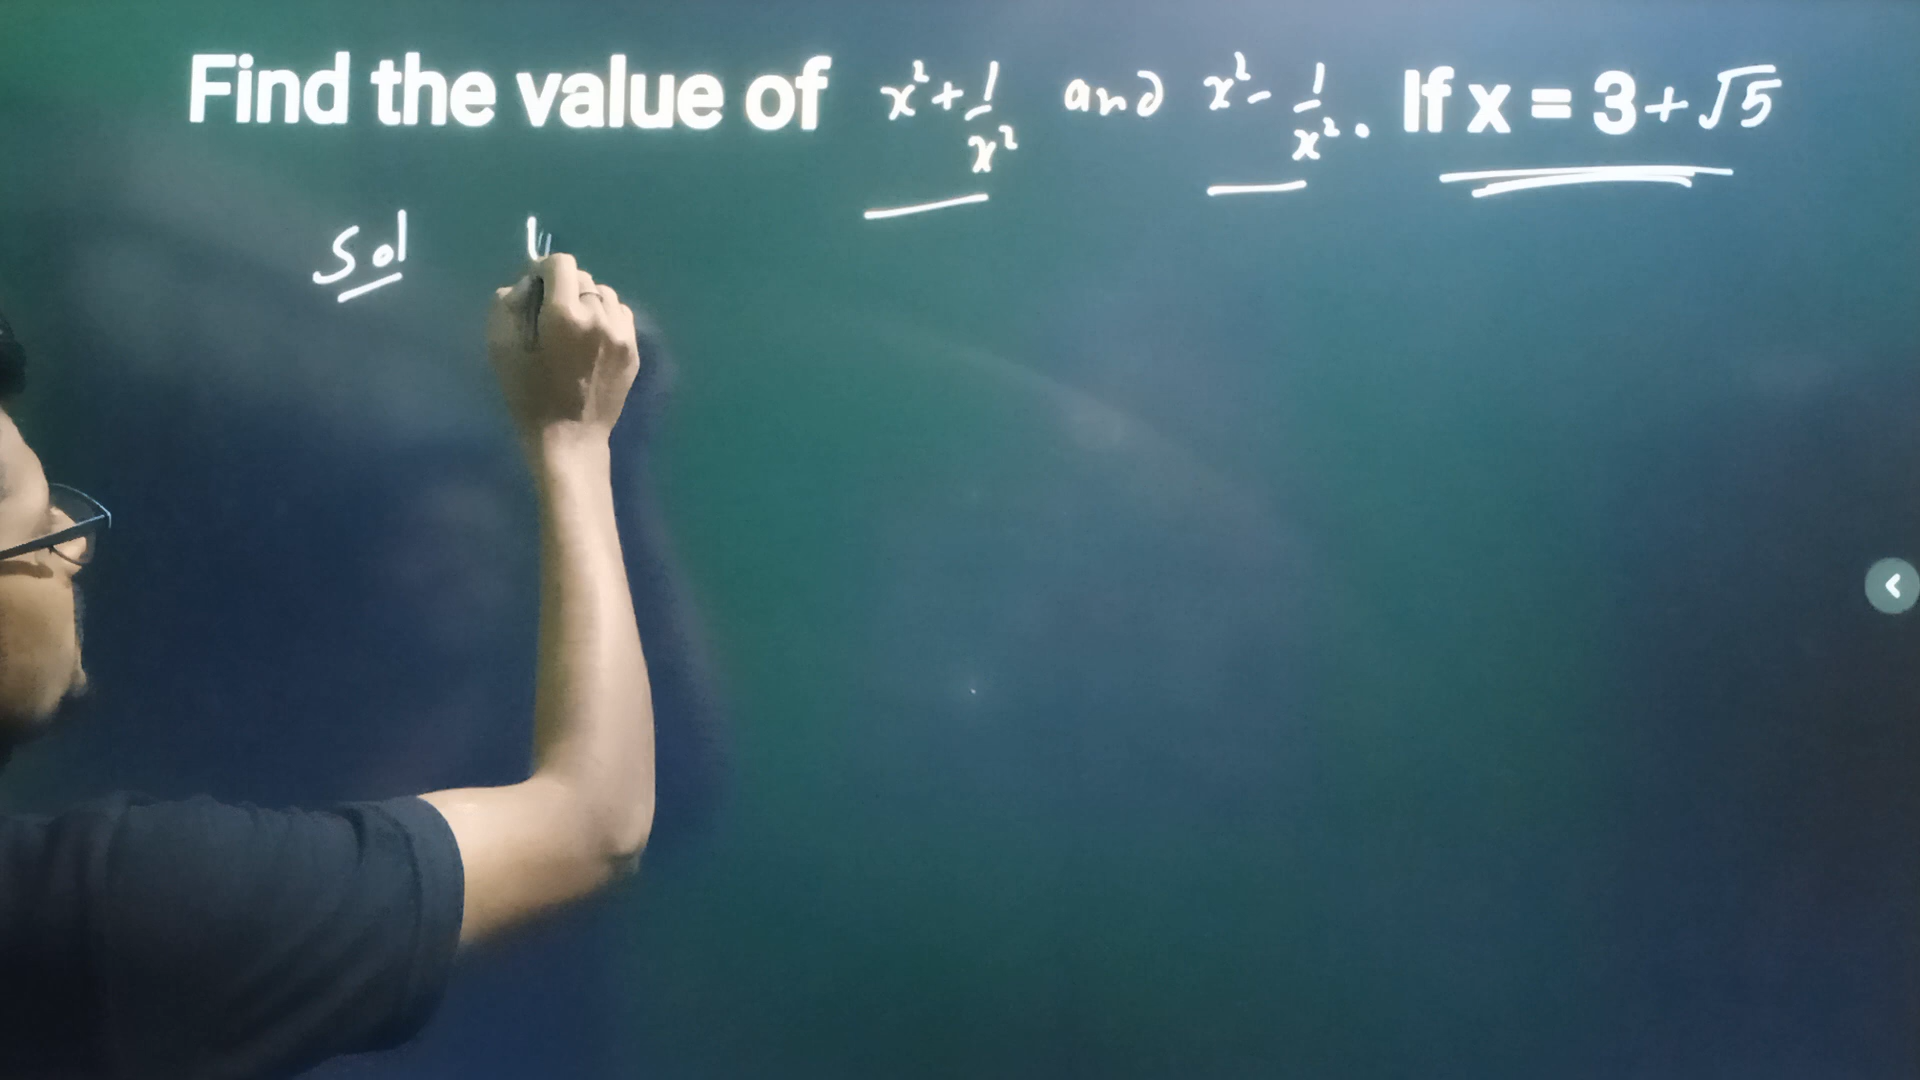 Find the value of x² + 1/x² and x² - 1/x². If x = 3 + √5
Sol